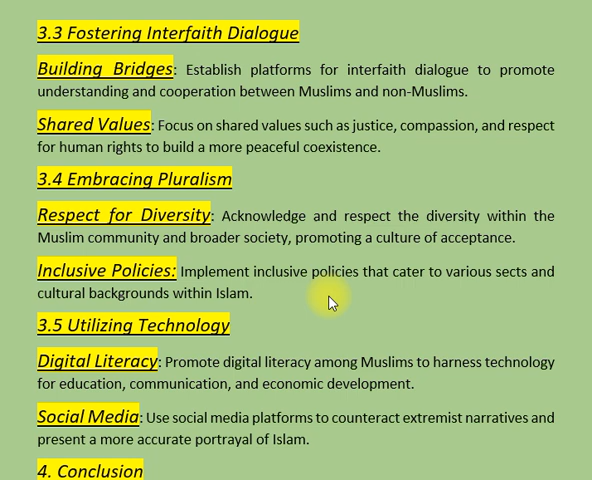 3.3 Fostering Interfaith Dialogue
Building Bridges: Establish platforms for interfaith dialogue to promote
understanding and cooperation between Muslims and non-Muslims.
Shared Values: Focus on shared values such as justice, compassion, and respect
for human rights to build a more peaceful coexistence.
3.4 Embracing Pluralism
Respect for Diversity: Acknowledge and respect the diversity within the
Muslim community and broader society, promoting a culture of acceptance.
Inclusive Policies: Implement inclusive policies that cater to various sects and
cultural backgrounds within Islam.
3.5 Utilizing Technology
Digital Literacy: Promote digital literacy among Muslims to harness technology
for education, communication, and economic development.
Social Media: Use social media platforms to counteract extremist narratives and
present a more accurate portrayal of Islam.
4. Conclusion